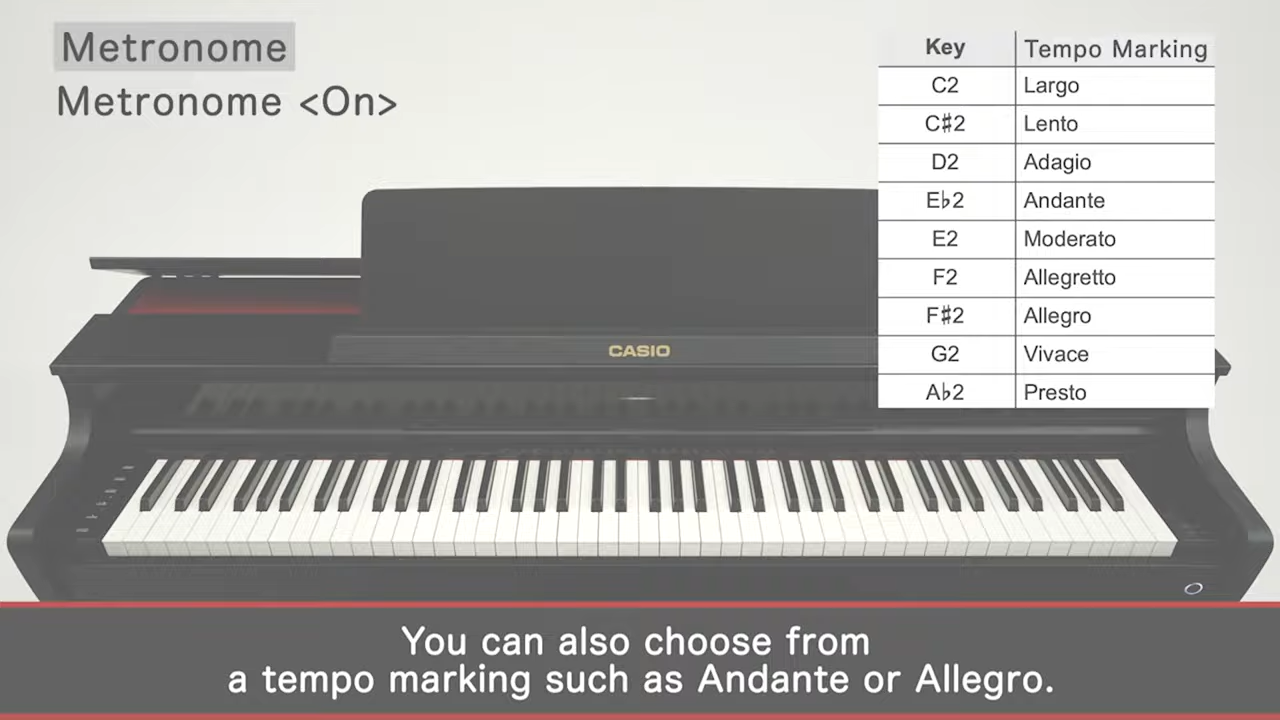 Metronome
Metronome <On>
Key Tempo Marking
C2 Largo
C♯2 Lento
D2 Adagio
E♭2 Andante
E2 Moderato
F2 Allegretto
F♯2 Allegro
G2 Vivace
A♭2 Presto
CASIO
You can also choose from
a tempo marking such as Andante or Allegro.